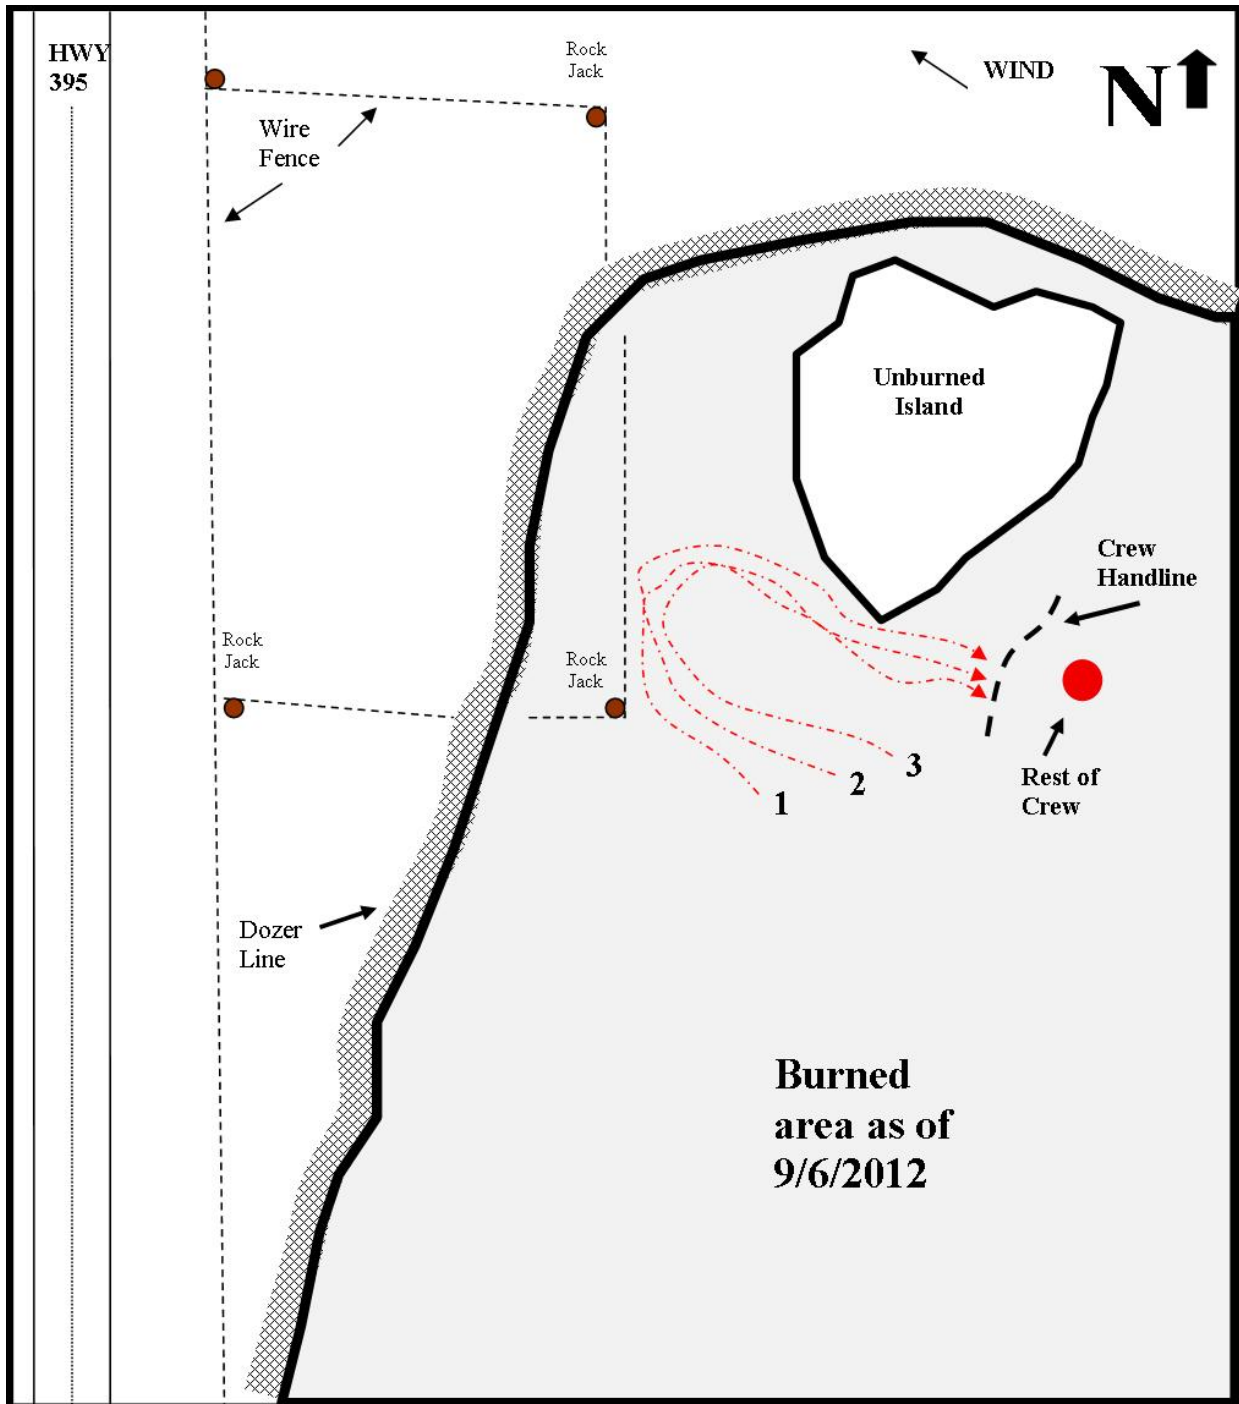 HWY
395
Rock
Jack
WIND
N
Wire
Fence
Unburned
Island
Crew
Handline
Rock
Jack
Rock
Jack
1
2
3
Rest of
Crew
Dozer
Line
Burned
area as of
9/6/2012